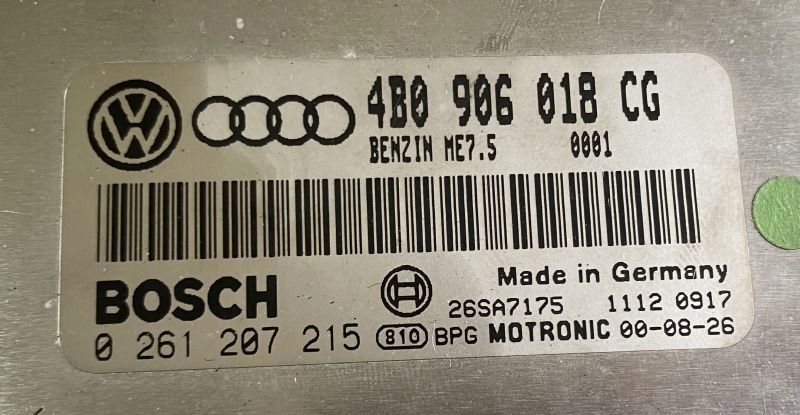 4B0 906 018 CG
BENZIN ME7.5 0001
BOSCH
Made in Germany
26SA7175 1112 0917
0 261 207 215 810 BPG MOTRONIC 00-08-26